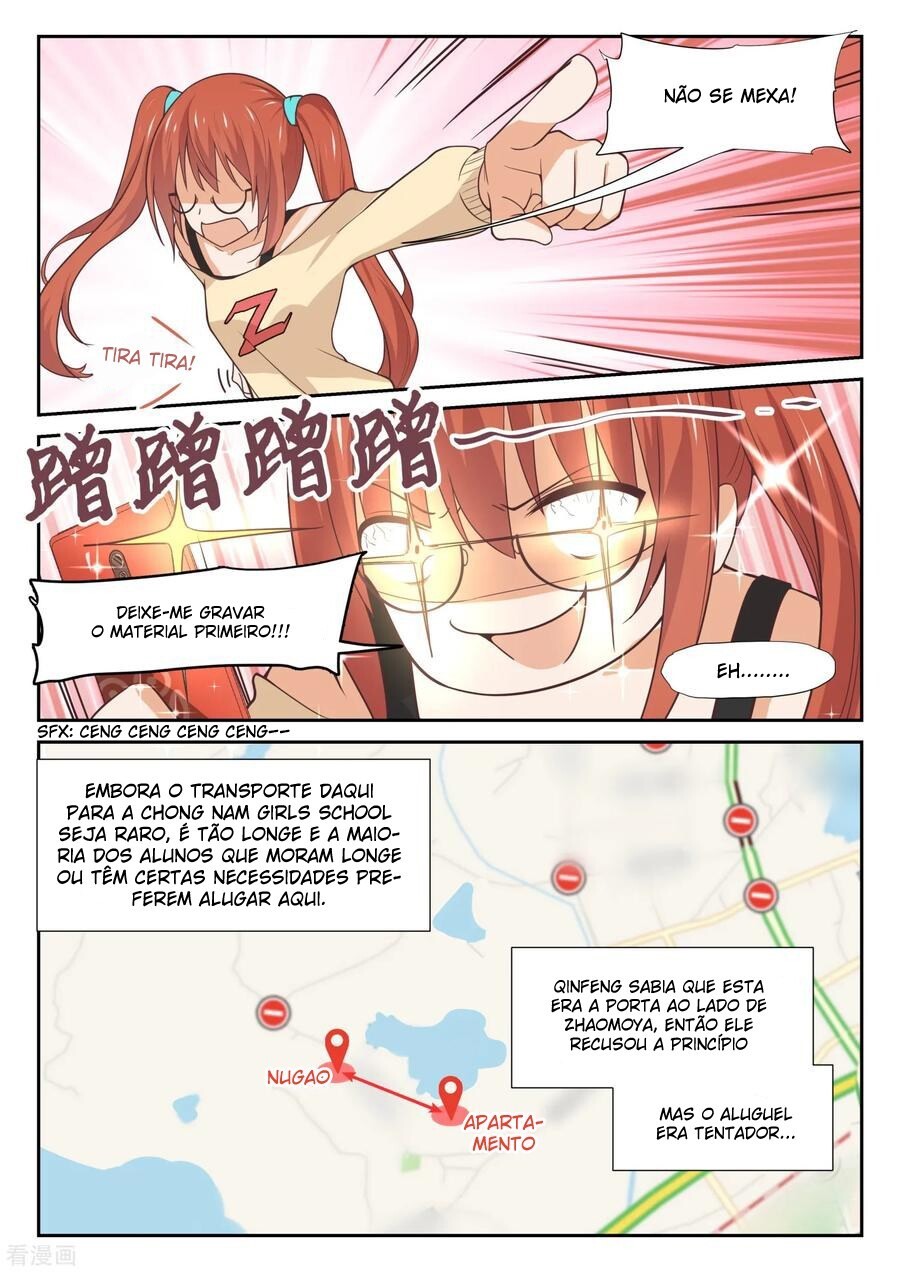 NÃO SE MEXA!
Z
TIRA TIRA!
蹭蹭蹭蹭
DEIXE-ME GRAVAR
O MATERIAL PRIMEIRO!!!
EH........
SFX: CENG CENG CENG CENG--
EMBORA O TRANSPORTE DAQUI
PARA A CHONG NAM GIRLS SCHOOL
SEJA RARO, É TÃO LONGE E A MAIO-
RIA DOS ALUNOS QUE MORAM LONGE
OU TÊM CERTAS NECESSIDADES PRE-
FEREM ALUGAR AQUI.
QINFENG SABIA QUE ESTA
ERA A PORTA AO LADO DE
ZHAOMOYA, ENTÃO ELE
RECUSOU A PRINCÍPIO
NUGAO
APARTA-
MENTO
MAS O ALUGUEL
ERA TENTADOR...
看漫画